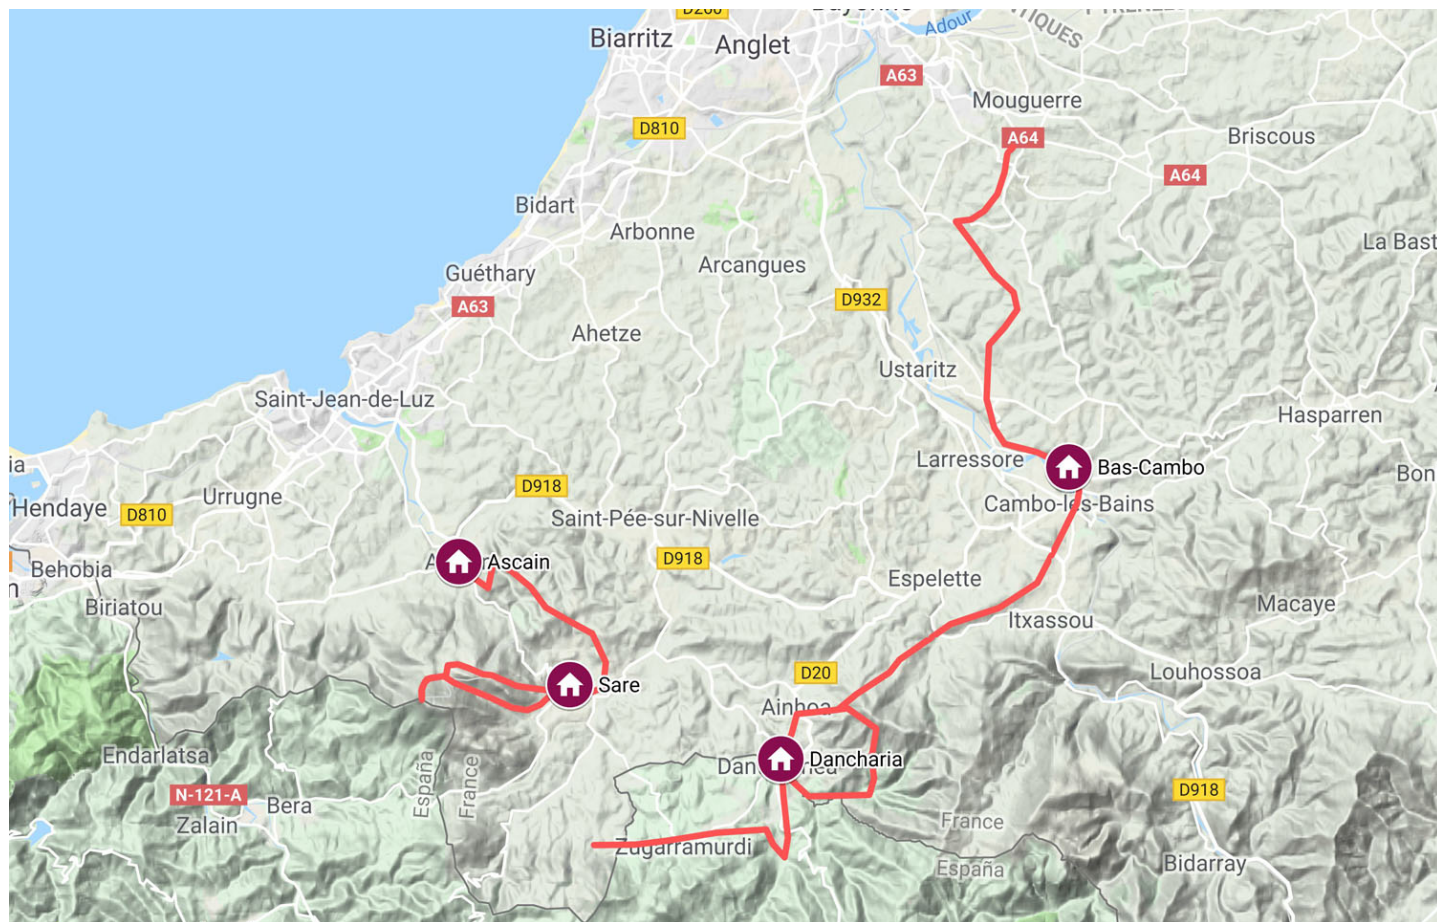 D260
Bayonne
Adour
Biarritz
Anglet
A63
Mouguerre
D810
A64
Briscous
A64
Bidart
Arbonne
La Bast
Arcangues
Guéthary
A63
D932
Ahetze
Ustaritz
Saint-Jean-de-Luz
Hasparren
Larressore
Bas-Cambo
ia
Bon
D918
Urrugne
Cambo-les-Bains
Hendaye
D810
Saint-Pée-sur-Nivelle
D918
Ascain
Behobia
Espelette
n
Biriatou
Macaye
Itxassou
D20
Louhossoa
Sare
Ainhoa
Endarlatsa
Dancharia
España
France
N-121-A
Bera
D918
Zalain
France
Zugarramurdi
España
Bidarray